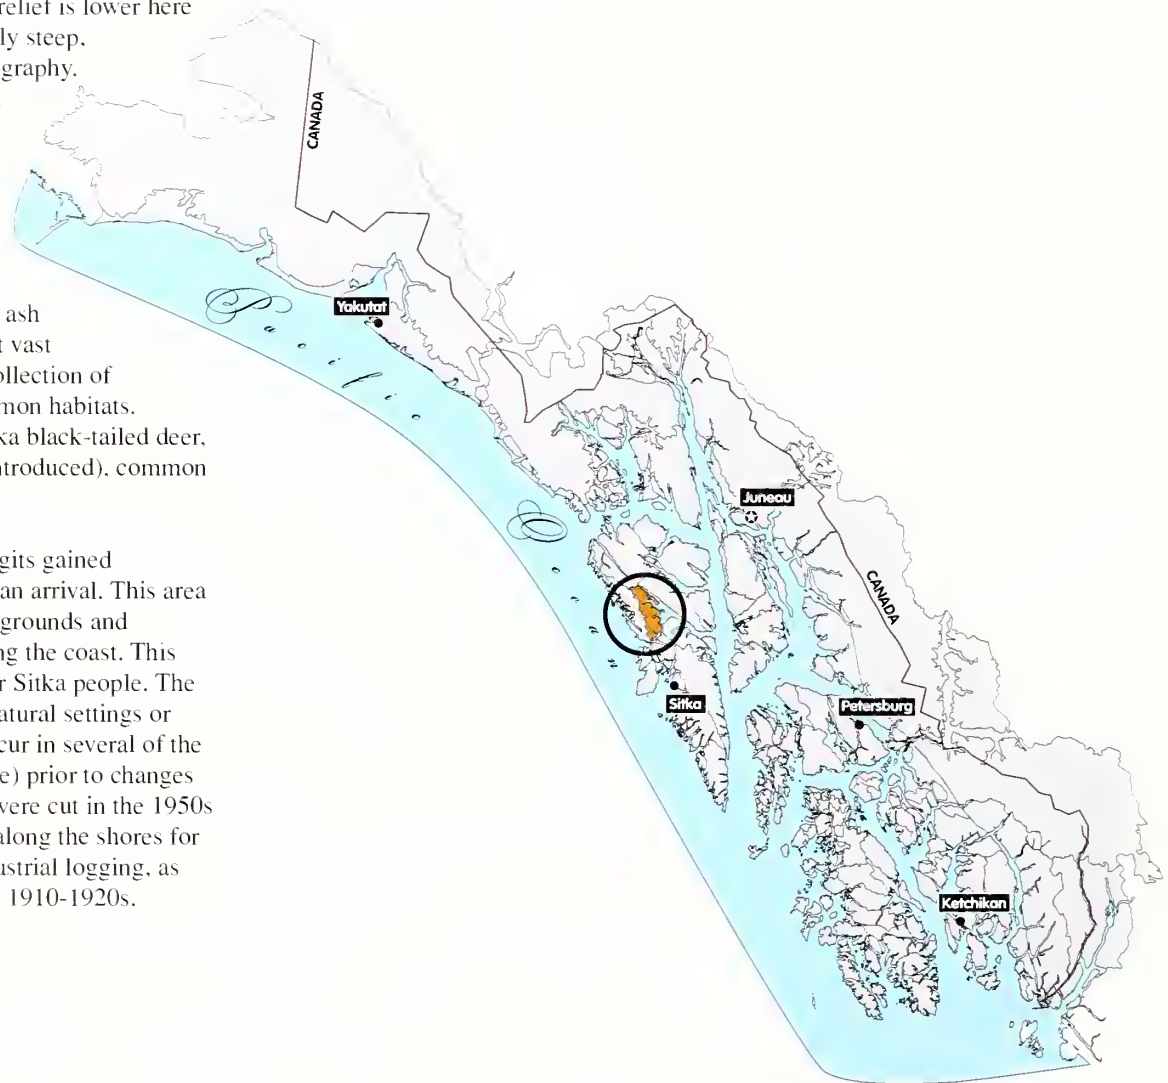 relief is lower here
ly steep,
graphy.
ash
t vast
ollection of
mon habitats.
ka black-tailed deer,
ntroduced), common
gits gained
an arrival. This area
grounds and
ng the coast. This
r Sitka people. The
atural settings or
cur in several of the
e) prior to changes
vere cut in the 1950s
along the shores for
ustrial logging, as
1910-1920s.
CANADA
Yakutat
Pacific
Ocean
Juneau
CANADA
Sitka
Petersburg
Ketchikan